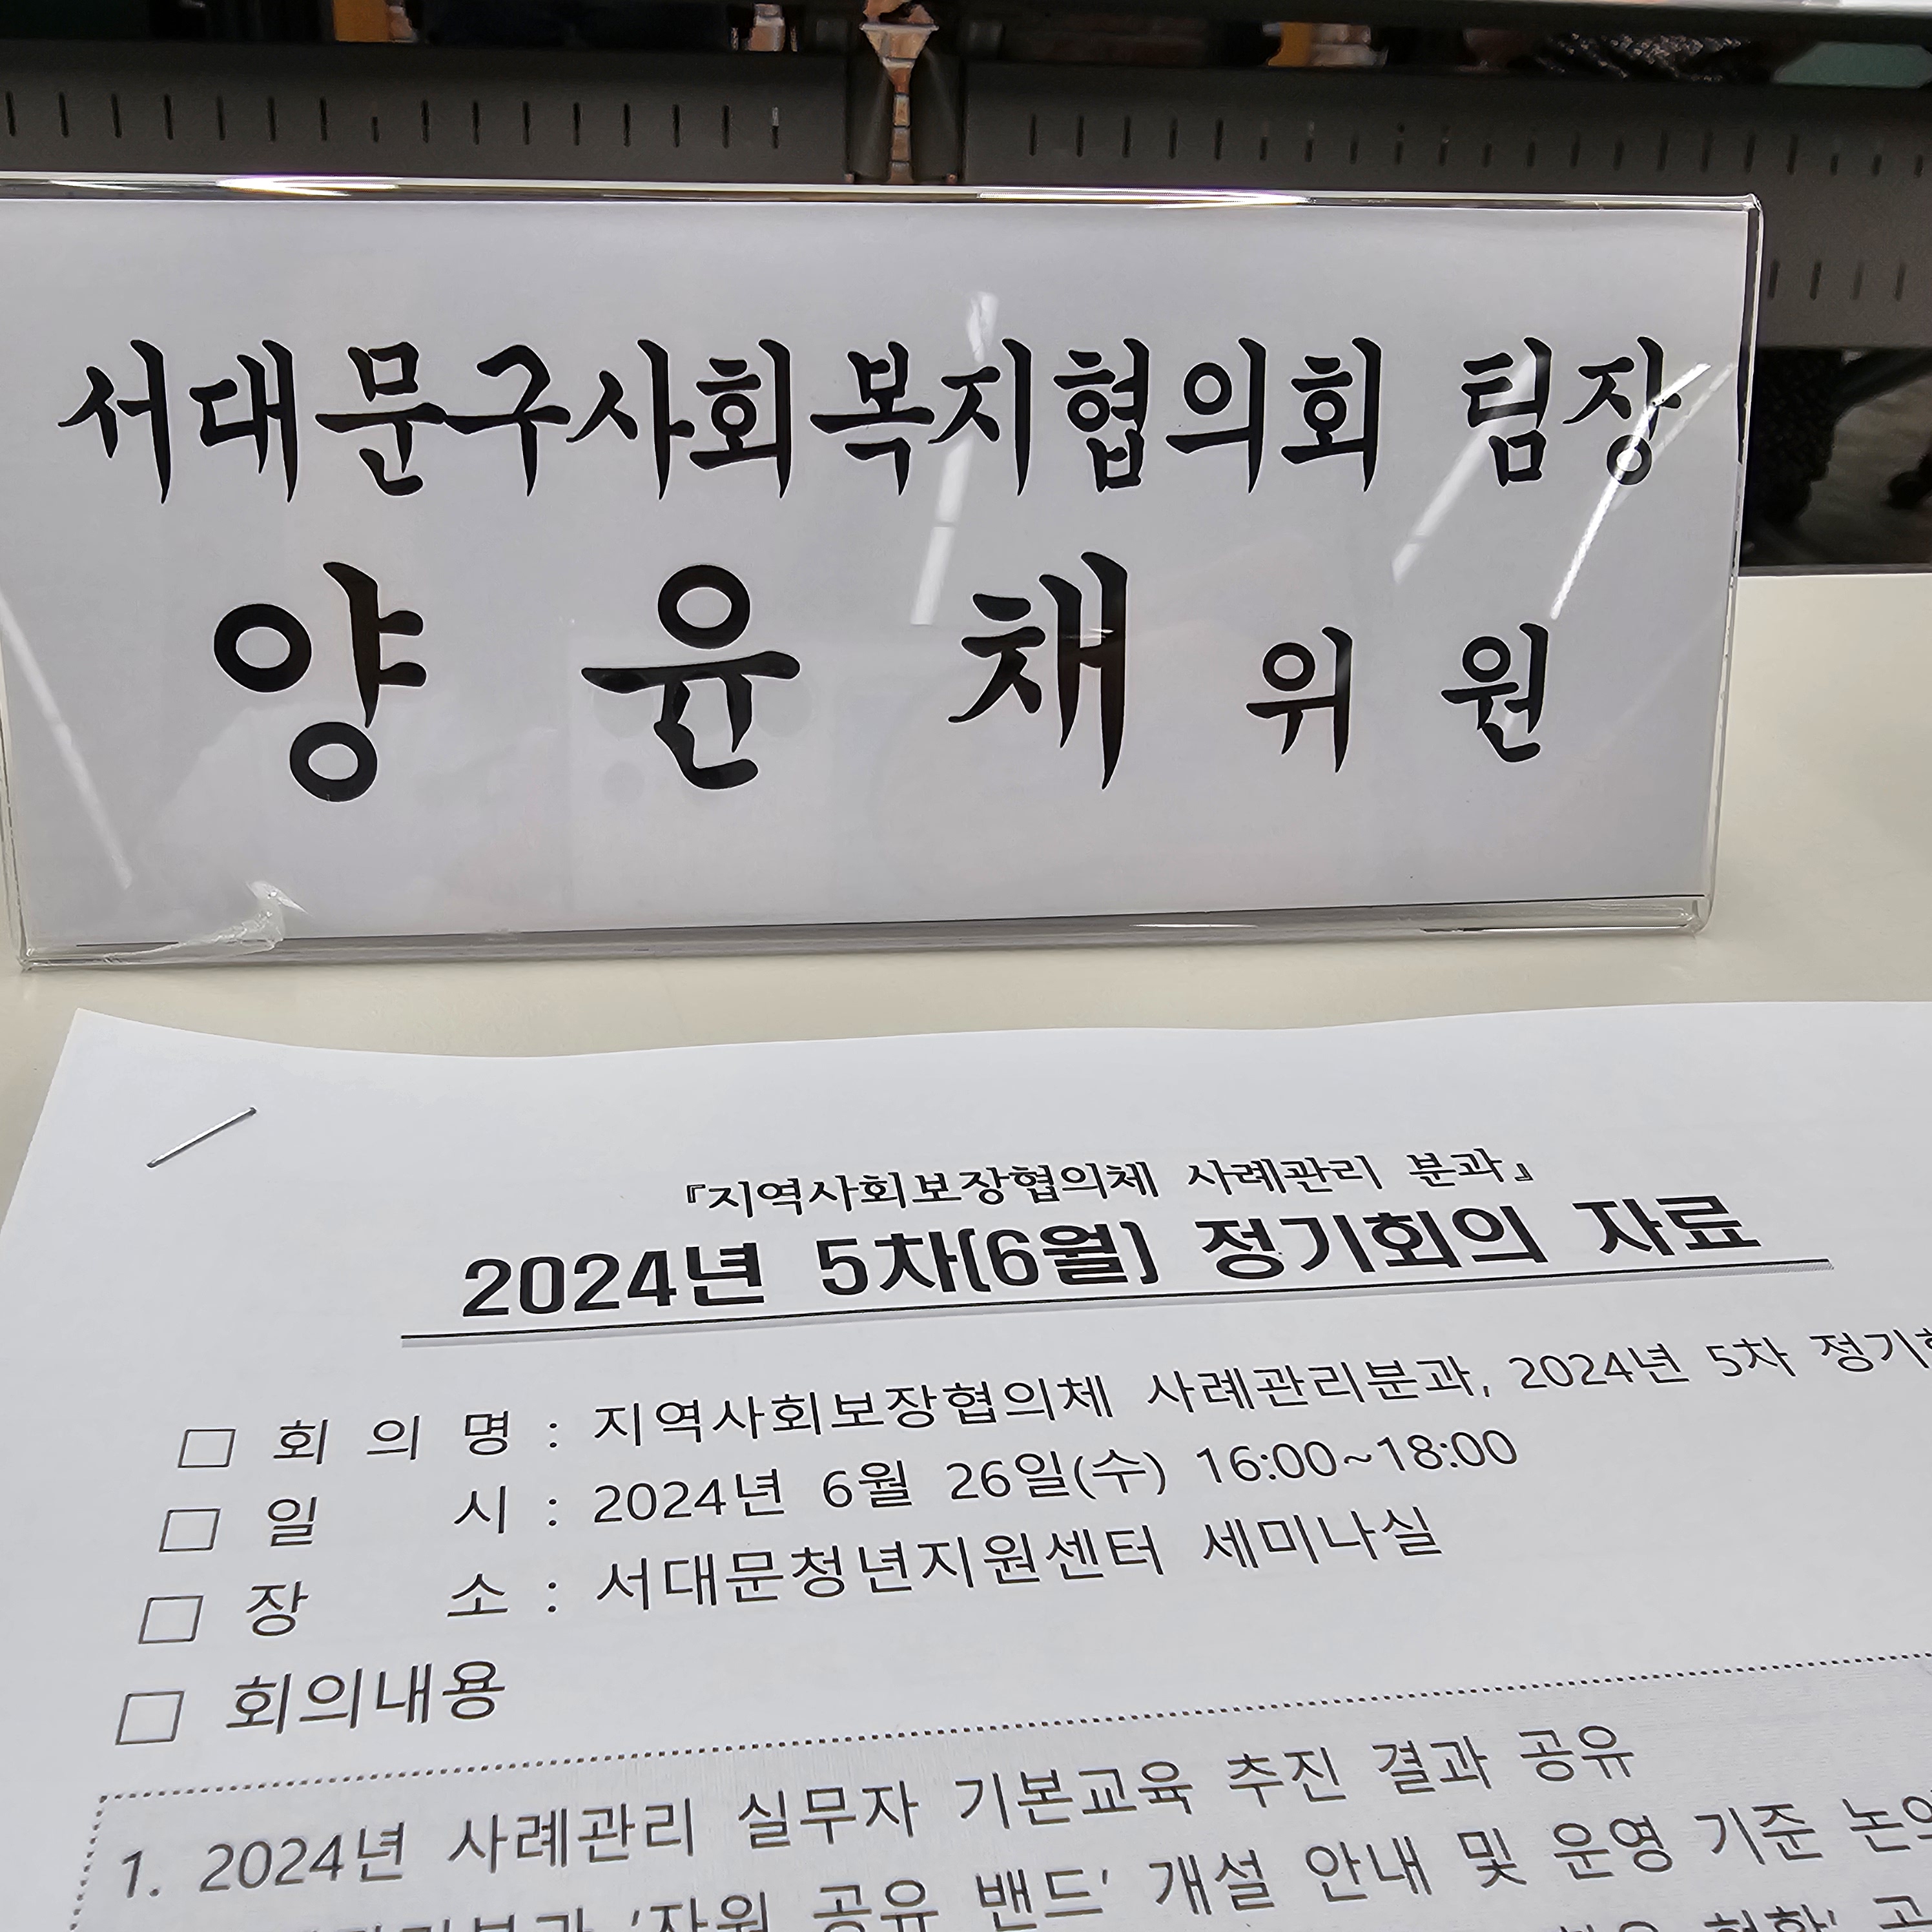 서대문구사회복지협의회 팀장
양 윤 채 위 원
『지역사회보장협의체 사례관리 분과』
2024년 5차(6월) 정기회의 자료
□ 회 의 명 : 지역사회보장협의체 사례관리분과, 2024년 5차 정기
□ 일 시 : 2024년 6월 26일(수) 16:00~18:00
□ 장 소 : 서대문청년지원센터 세미나실
□ 회의내용
1. 2024년 사례관리 실무자 기본교육 추진 결과 공유
'자원 공유 밴드' 개설 안내 및 운영 기준 논의